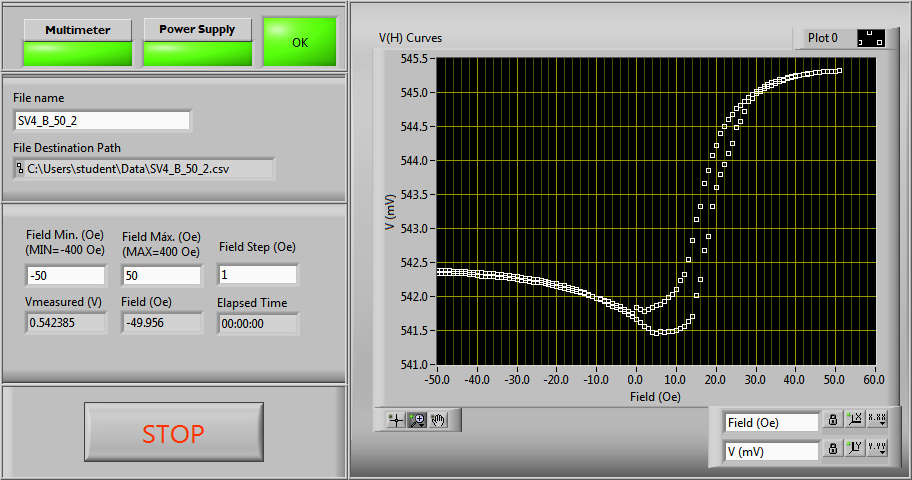 Multimeter
Power Supply
OK
File name
SV4_B_50_2
File Destination Path
C:\Users\student\Data\SV4_B_50_2.csv
Field Min. (Oe)
(MIN=-400 Oe)
Field Máx. (Oe)
(MAX=400 Oe)
Field Step (Oe)
-50
50
1
Vmeasured (V)
Field (Oe)
Elapsed Time
0.542385
-49.956
00:00:00
STOP
V(H) Curves
Plot 0
545.5
545.0
544.5
544.0
543.5
543.0
542.5
542.0
541.5
541.0
V (mV)
-50.0 -40.0 -30.0 -20.0 -10.0 0.0 10.0 20.0 30.0 40.0 50.0 60.0
Field (Oe)
Field (Oe)
X
X.XX
V (mV)
Y
Y.YY